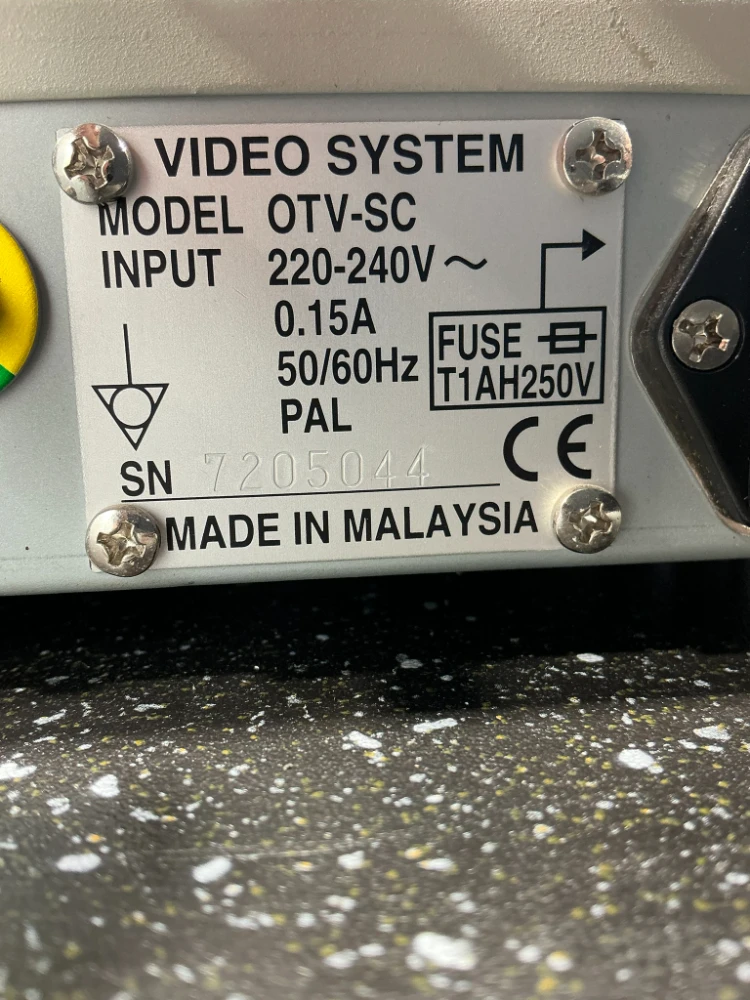 VIDEO SYSTEM
MODEL OTV-SC
INPUT 220-240V ~
0.15A
50/60Hz
PAL
FUSE
T1AH250V
SN 7205044
CE
MADE IN MALAYSIA